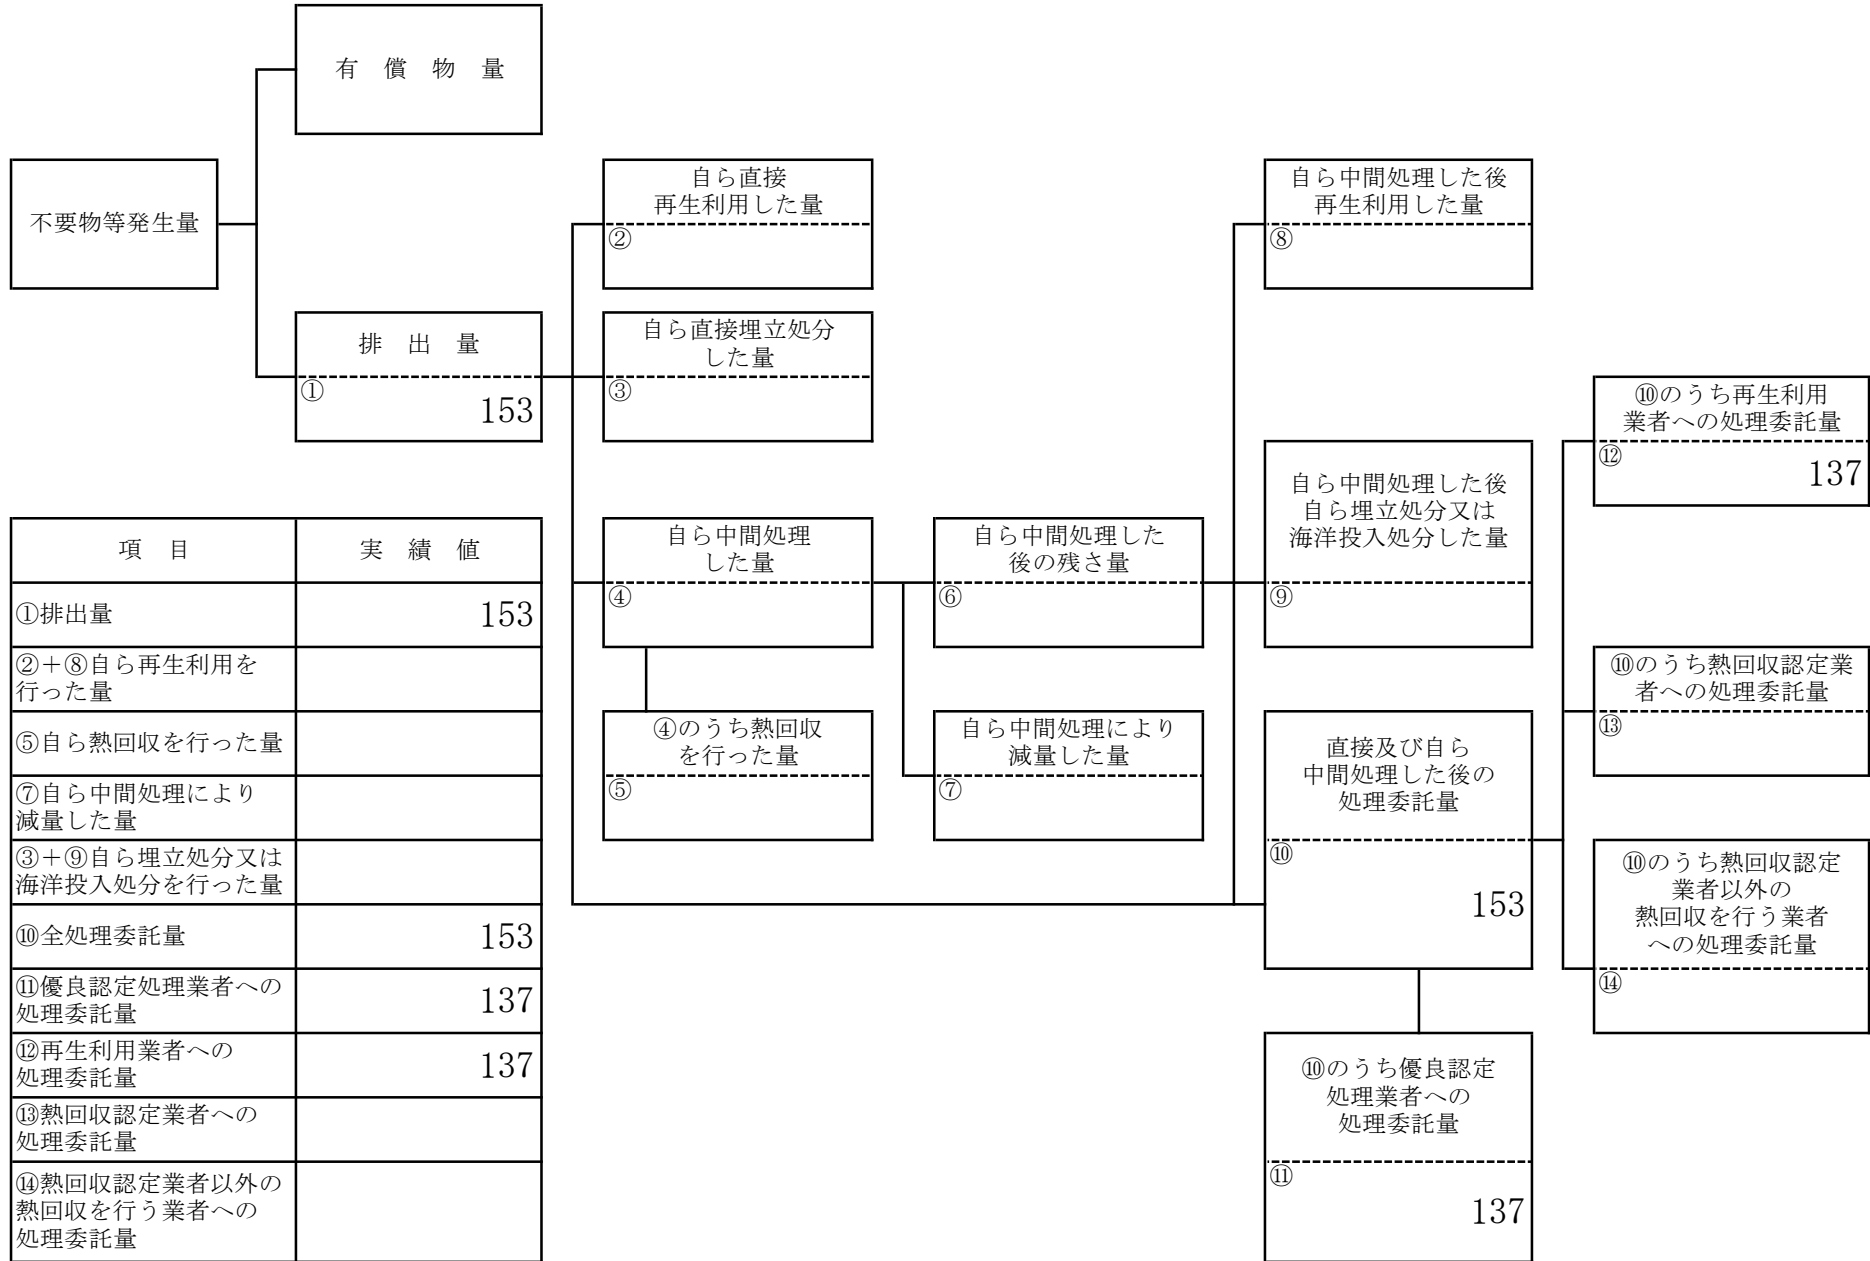 有 償 物 量
不要物等発生量
排 出 量
①
153
自ら直接
再生利用した量
②
自ら直接埋立処分
した量
③
自ら中間処理
した量
④
④のうち熱回収
を行った量
⑤
自ら中間処理した
後の残さ量
⑥
自ら中間処理により
減量した量
⑦
自ら中間処理した後
再生利用した量
⑧
自ら中間処理した後
自ら埋立処分又は
海洋投入処分した量
⑨
直接及び自ら
中間処理した後の
処理委託量
⑩
153
⑩のうち優良認定
処理業者への
処理委託量
⑪
137
⑩のうち再生利用
業者への処理委託量
⑫
137
⑩のうち熱回収認定業
者への処理委託量
⑬
⑩のうち熱回収認定
業者以外の
熱回収を行う業者
への処理委託量
⑭
項 目 実 績 値
①排出量 153
②＋⑧自ら再生利用を
行った量
⑤自ら熱回収を行った量
⑦自ら中間処理により
減量した量
③＋⑨自ら埋立処分又は
海洋投入処分を行った量
⑩全処理委託量 153
⑪優良認定処理業者への
処理委託量 137
⑫再生利用業者への
処理委託量 137
⑬熱回収認定業者への
処理委託量
⑭熱回収認定業者以外の
熱回収を行う業者への
処理委託量